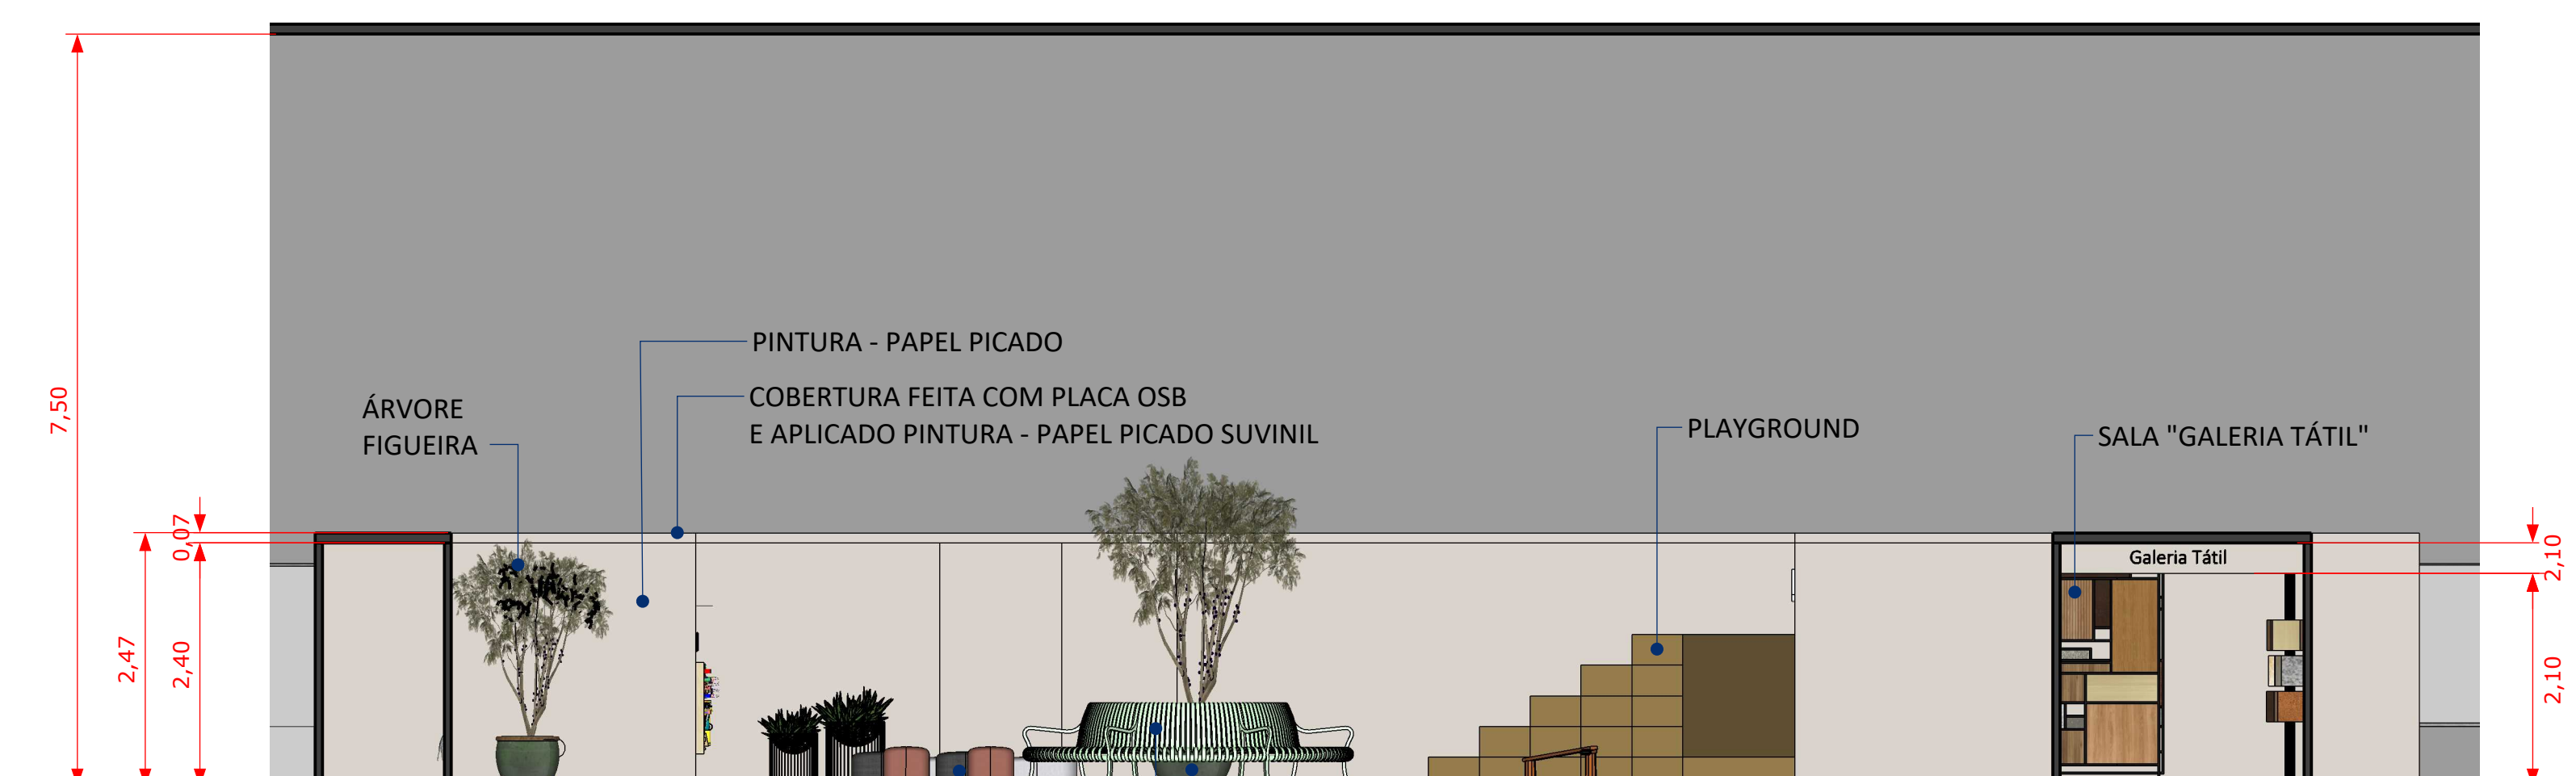 PINTURA - PAPEL PICADO
COBERTURA FEITA COM PLACA OSB
E APLICADO PINTURA - PAPEL PICADO SUVINIL
ÁRVORE
FIGUEIRA
PLAYGROUND
SALA "GALERIA TÁTIL"
Galeria Tátil
7,50
0,07
2,47
2,40
2,10
2,10